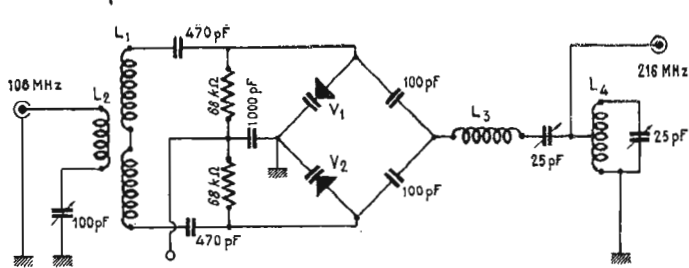 L1
470 pF
108 MHz
L2
68 kΩ
1000 pF
V1
100 pF
216 MHz
L3
L4
25 pF
25 pF
V2
68 kΩ
100 pF
100 pF
470 pF